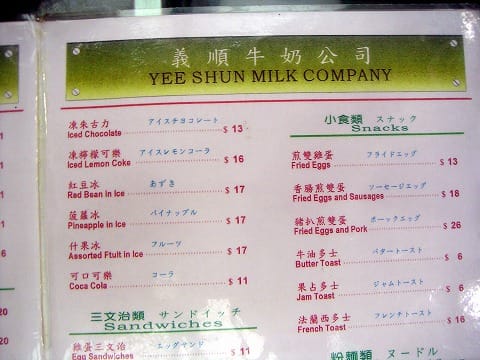 義順牛奶公司
YEE SHUN MILK COMPANY
凍朱古力 アイスチョコレート
Iced Chocolate $ 13
凍檸檬可樂 アイスレモンコーラ
Iced Lemon Coke $ 16
紅豆冰 あずき
Red Bean in Ice $ 17
菠蘿冰 パイナップル
Pineapple in Ice $ 17
什果冰 フルーツ
Assorted Ftuit in Ice $ 17
可口可樂 コーラ
Coca Cola $ 11
三文治類 サンドイッチ
Sandwiches
雞蛋三文治 エッグサンド
Egg Sandwiches $ 11
小食類 スナック
Snacks
煎雙雞蛋 フライドエッグ
Fried Eggs $ 13
香腸煎雙蛋 ソーセージエッグ
Fried Eggs and Sausages $ 18
豬扒煎雙蛋 ポークエッグ
Fried Eggs and Pork $ 26
牛油多士 バタートースト
Butter Toast $ 6
果占多士 ジャムトースト
Jam Toast $ 6
法蘭西多士 フレンチトースト
French Toast $ 16
粉麵類 ヌードル